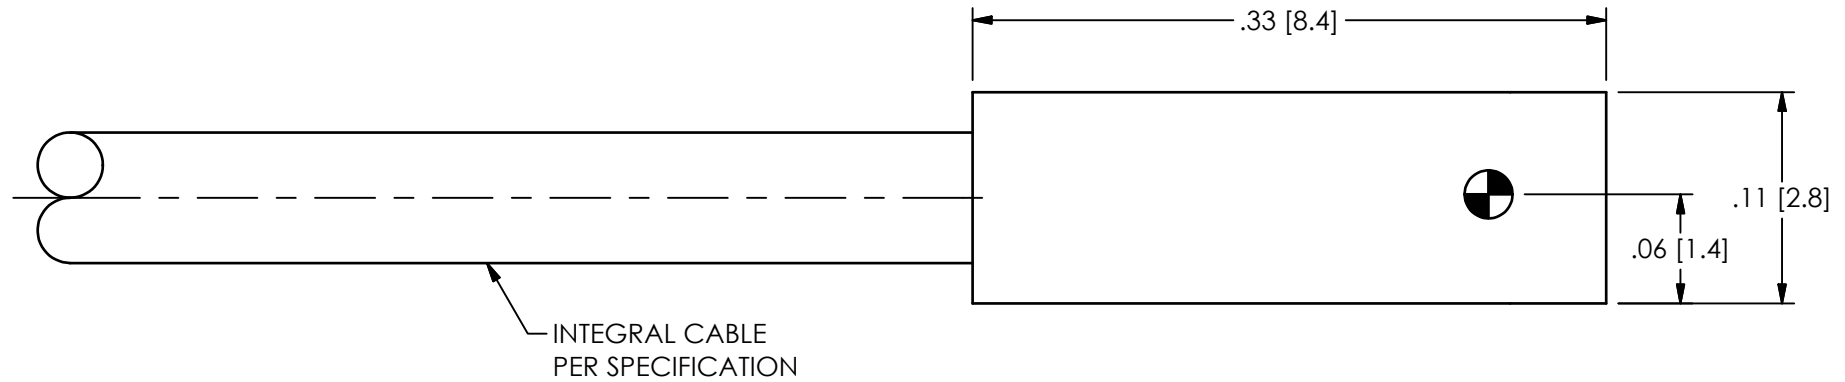 .33 [8.4]
.11 [2.8]
.06 [1.4]
INTEGRAL CABLE
PER SPECIFICATION